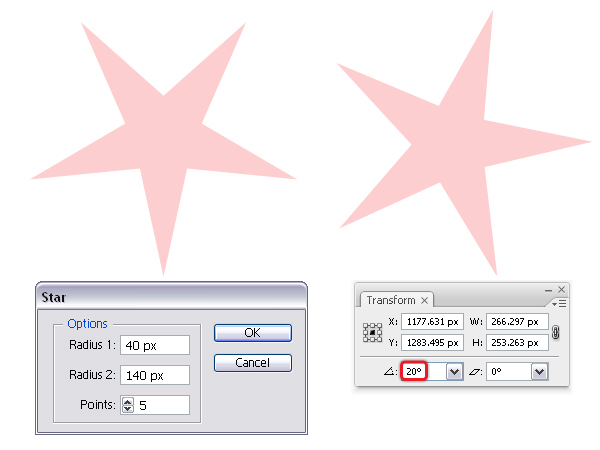 Star
Options
Radius 1: 40 px
Radius 2: 140 px
Points: 5
OK
Cancel
Transform
X: 1177.631 px W: 266.297 px
Y: 1283.495 px H: 253.263 px
20° 0°